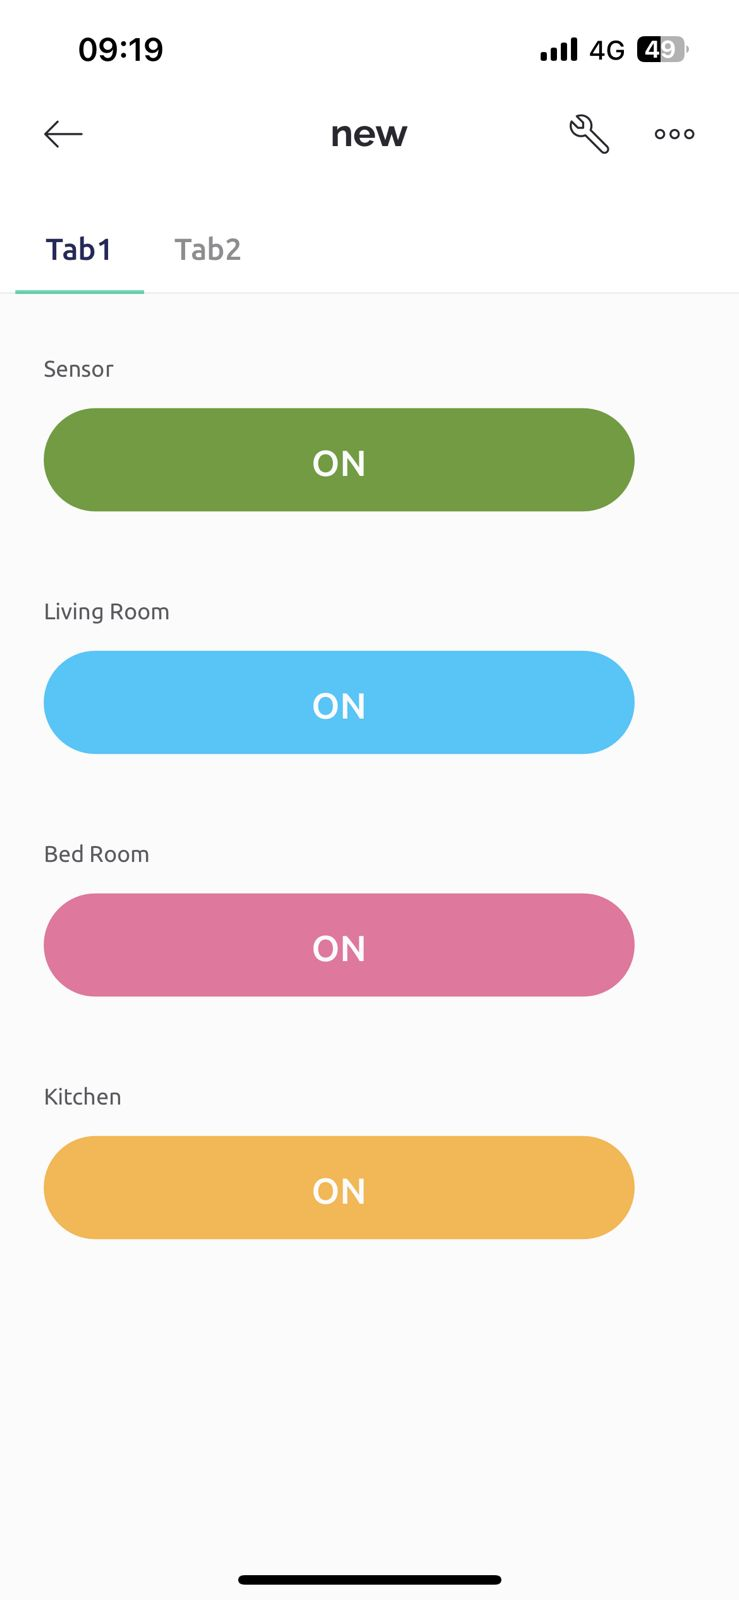 09:19 4G 49
new
Tab1 Tab2
Sensor
ON
Living Room
ON
Bed Room
ON
Kitchen
ON